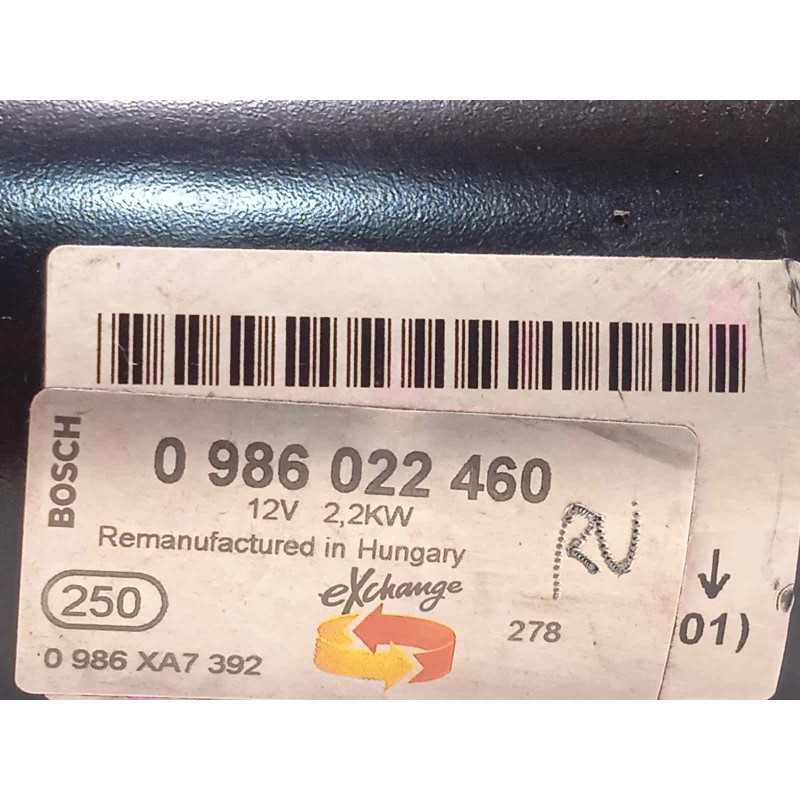 BOSCH
0 986 022 460
12V 2,2KW
Remanufactured in Hungary
eXchange
250
278
01)
0 986 XA7 392